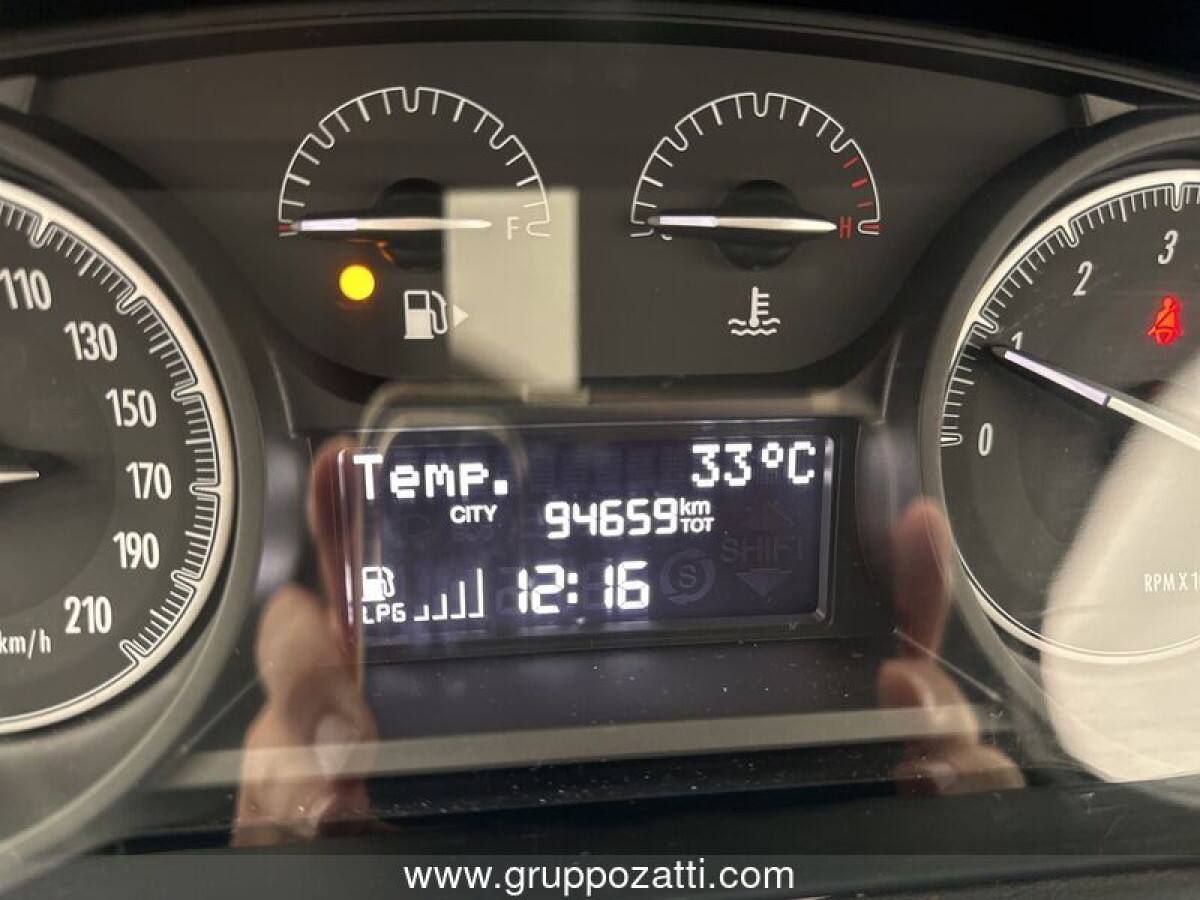 F
H
110
130
150
170
190
210
km/h
0
1
2
3
RPM X1
Temp. 33°C
CITY 94659 km TOT
SHIFT
S
LPG 12:16
www.gruppozatti.com